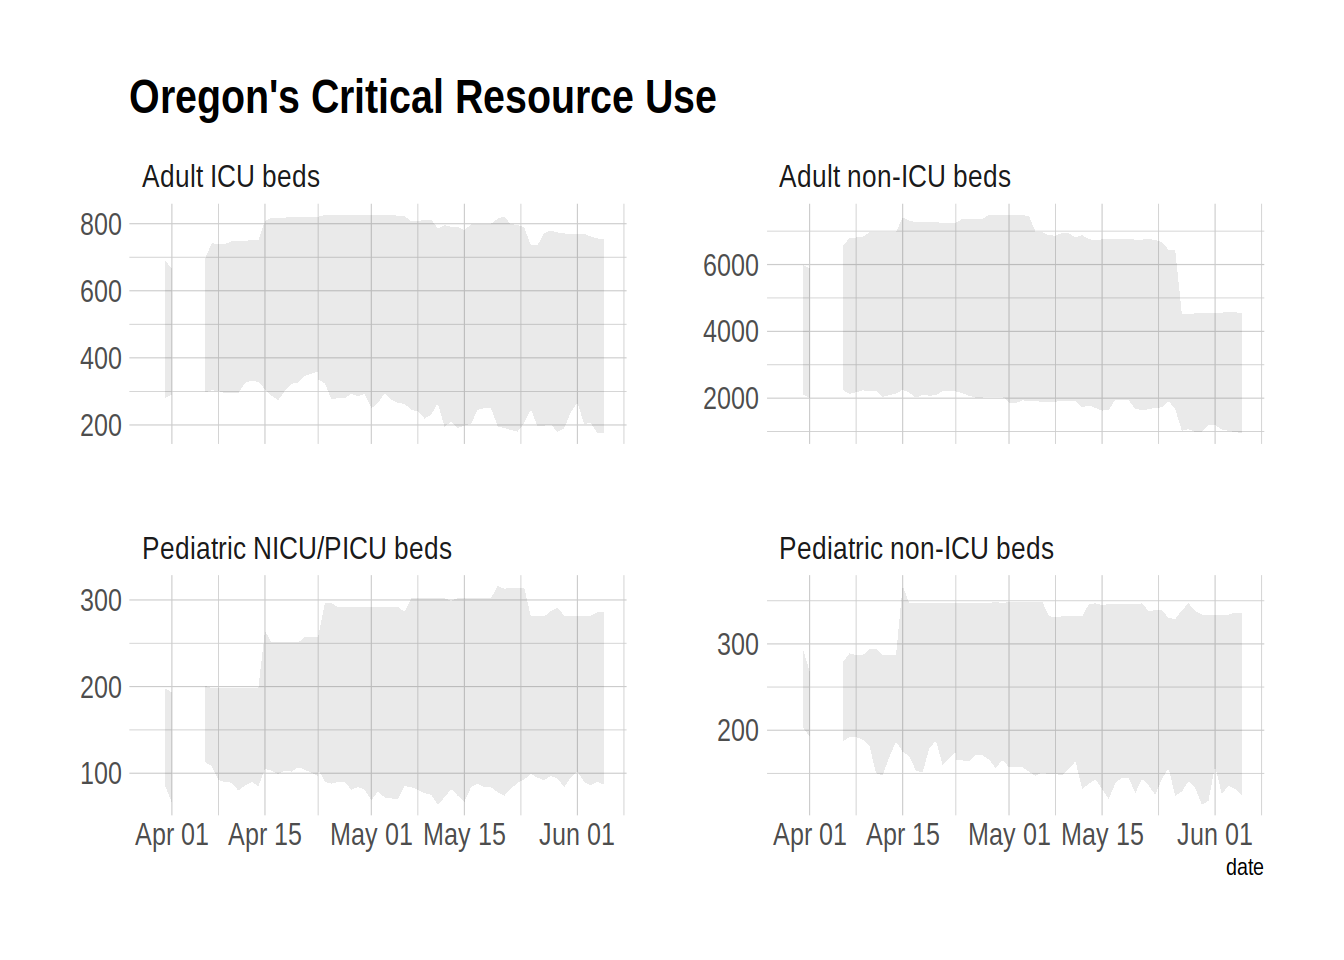 Oregon's Critical Resource Use
Adult ICU beds
Adult non-ICU beds
800
600
400
200
6000
4000
2000
Pediatric NICU/PICU beds
Pediatric non-ICU beds
300
200
100
300
200
Apr 01 Apr 15 May 01 May 15 Jun 01
Apr 01 Apr 15 May 01 May 15 Jun 01
date